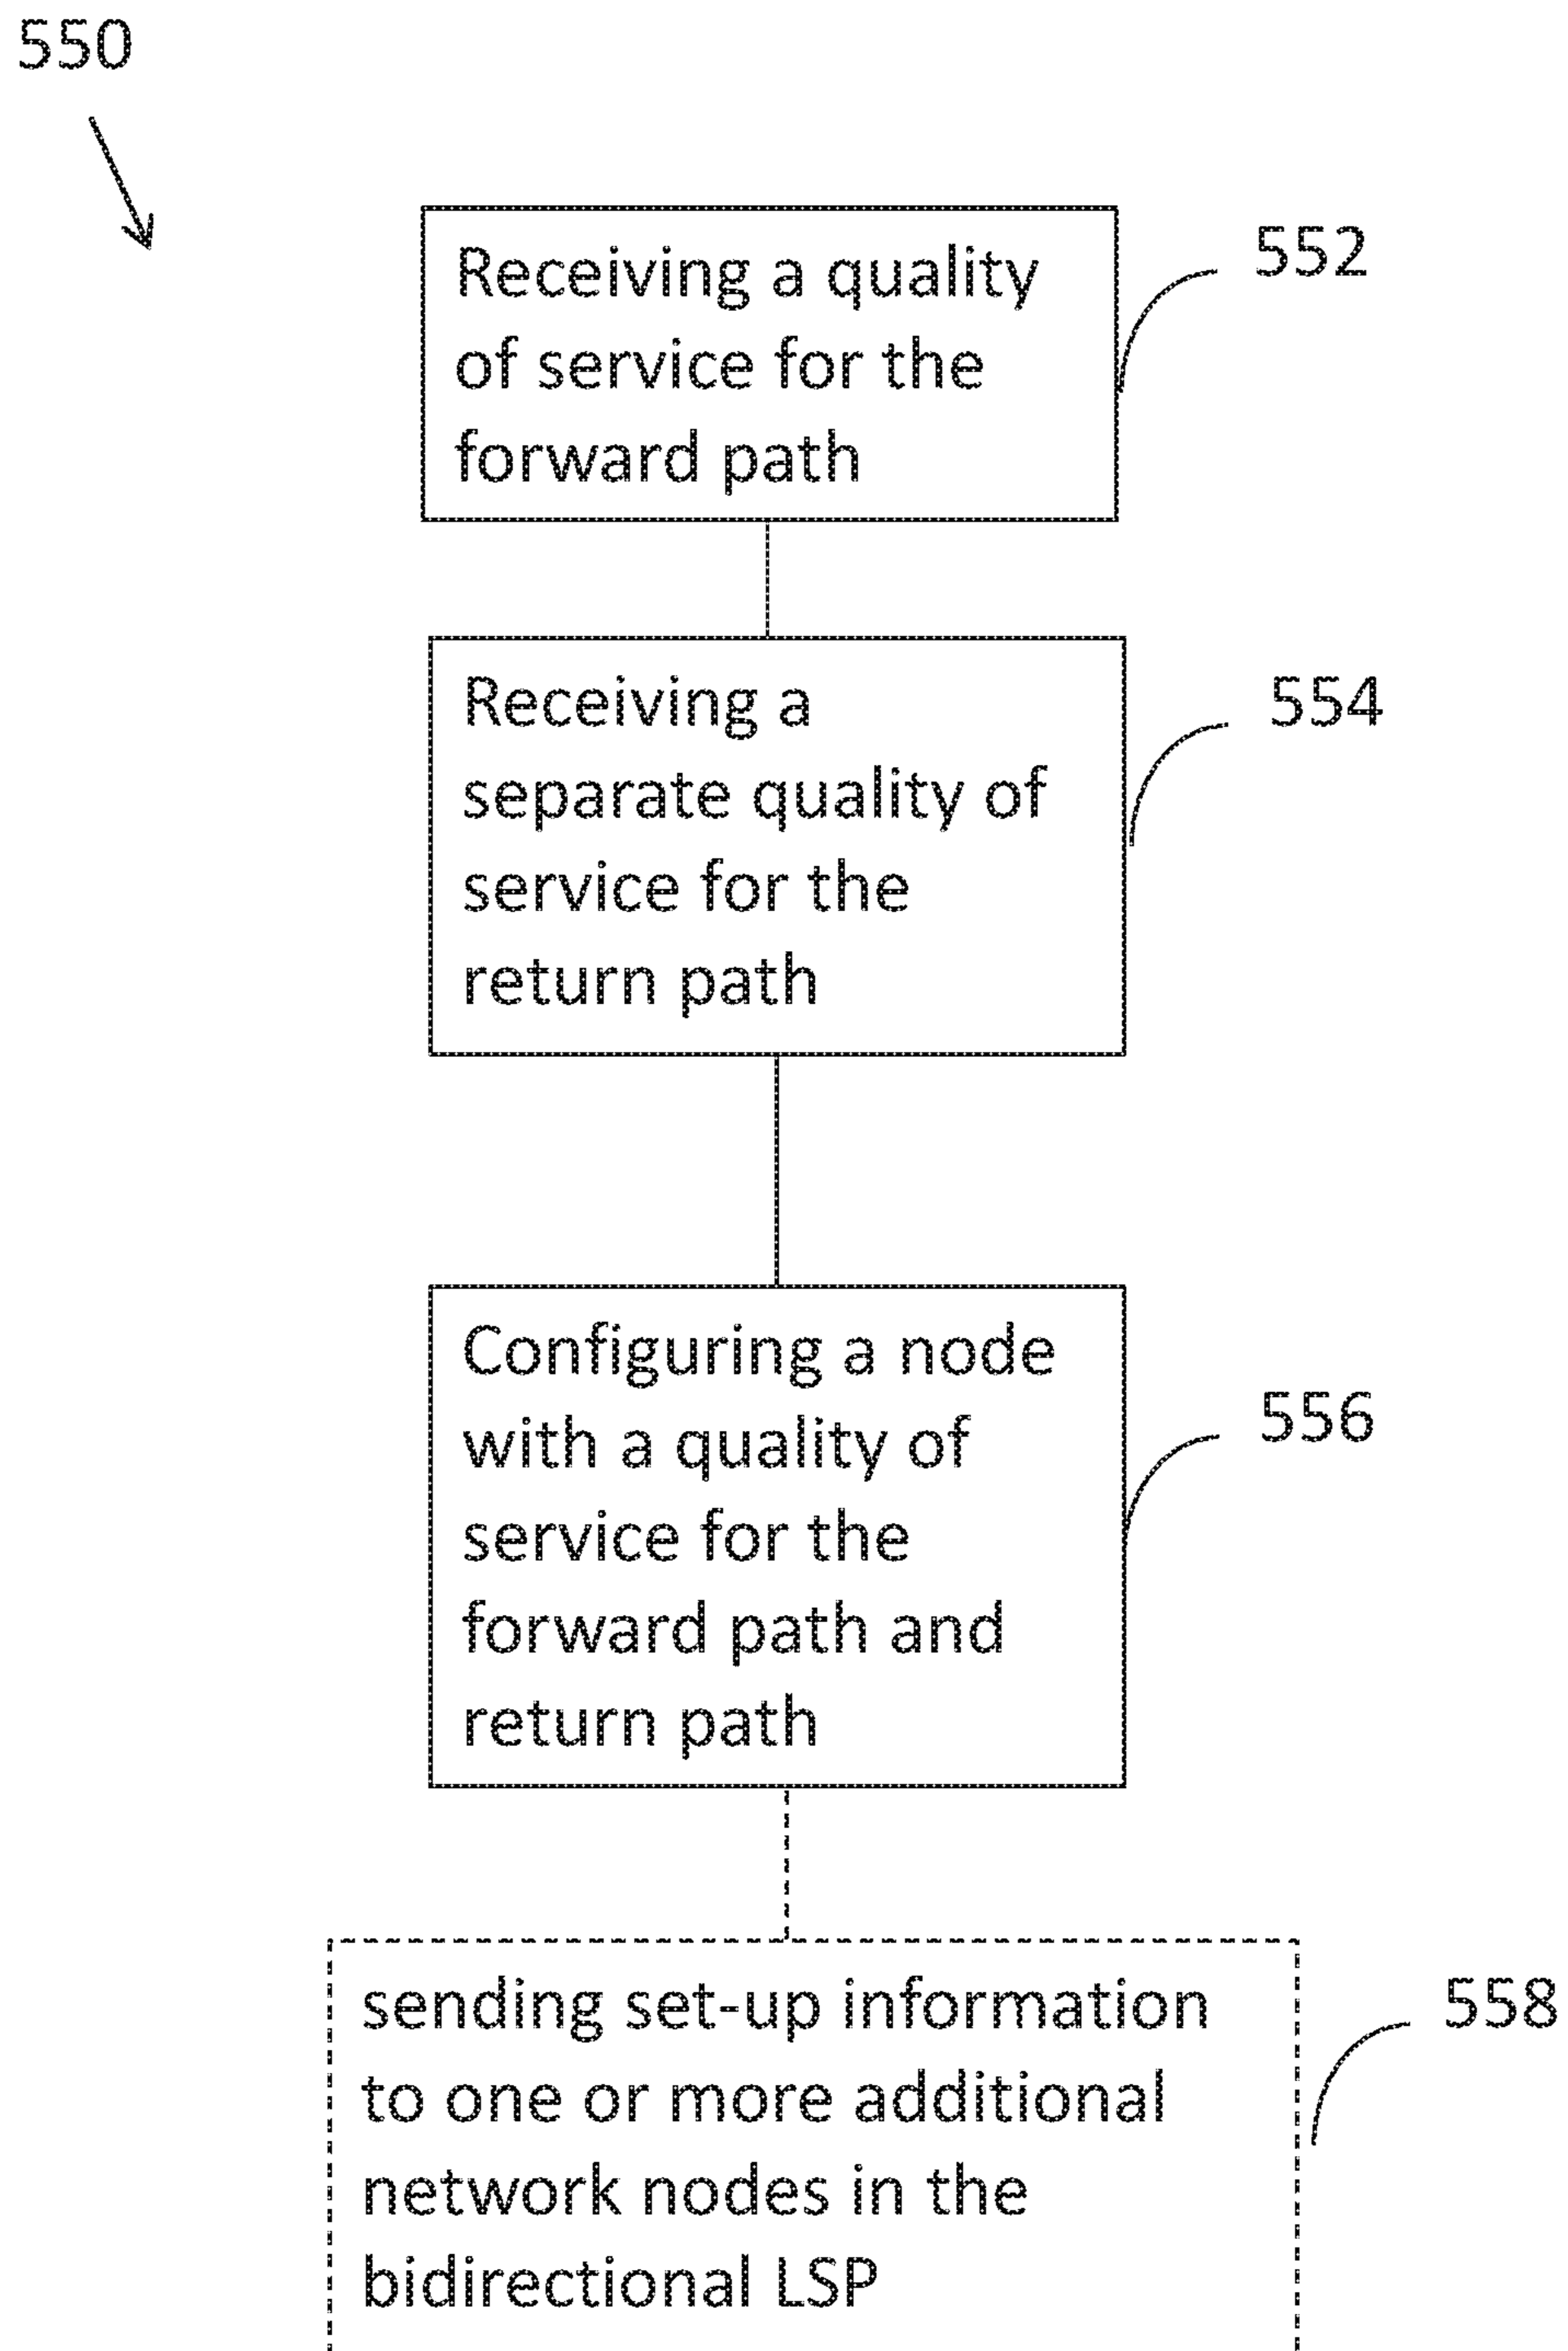 550
Receiving a quality
of service for the
forward path
552
Receiving a
separate quality of
service for the
return path
554
Configuring a node
with a quality of
service for the
forward path and
return path
556
sending set-up information
to one or more additional
network nodes in the
bidirectional LSP
558